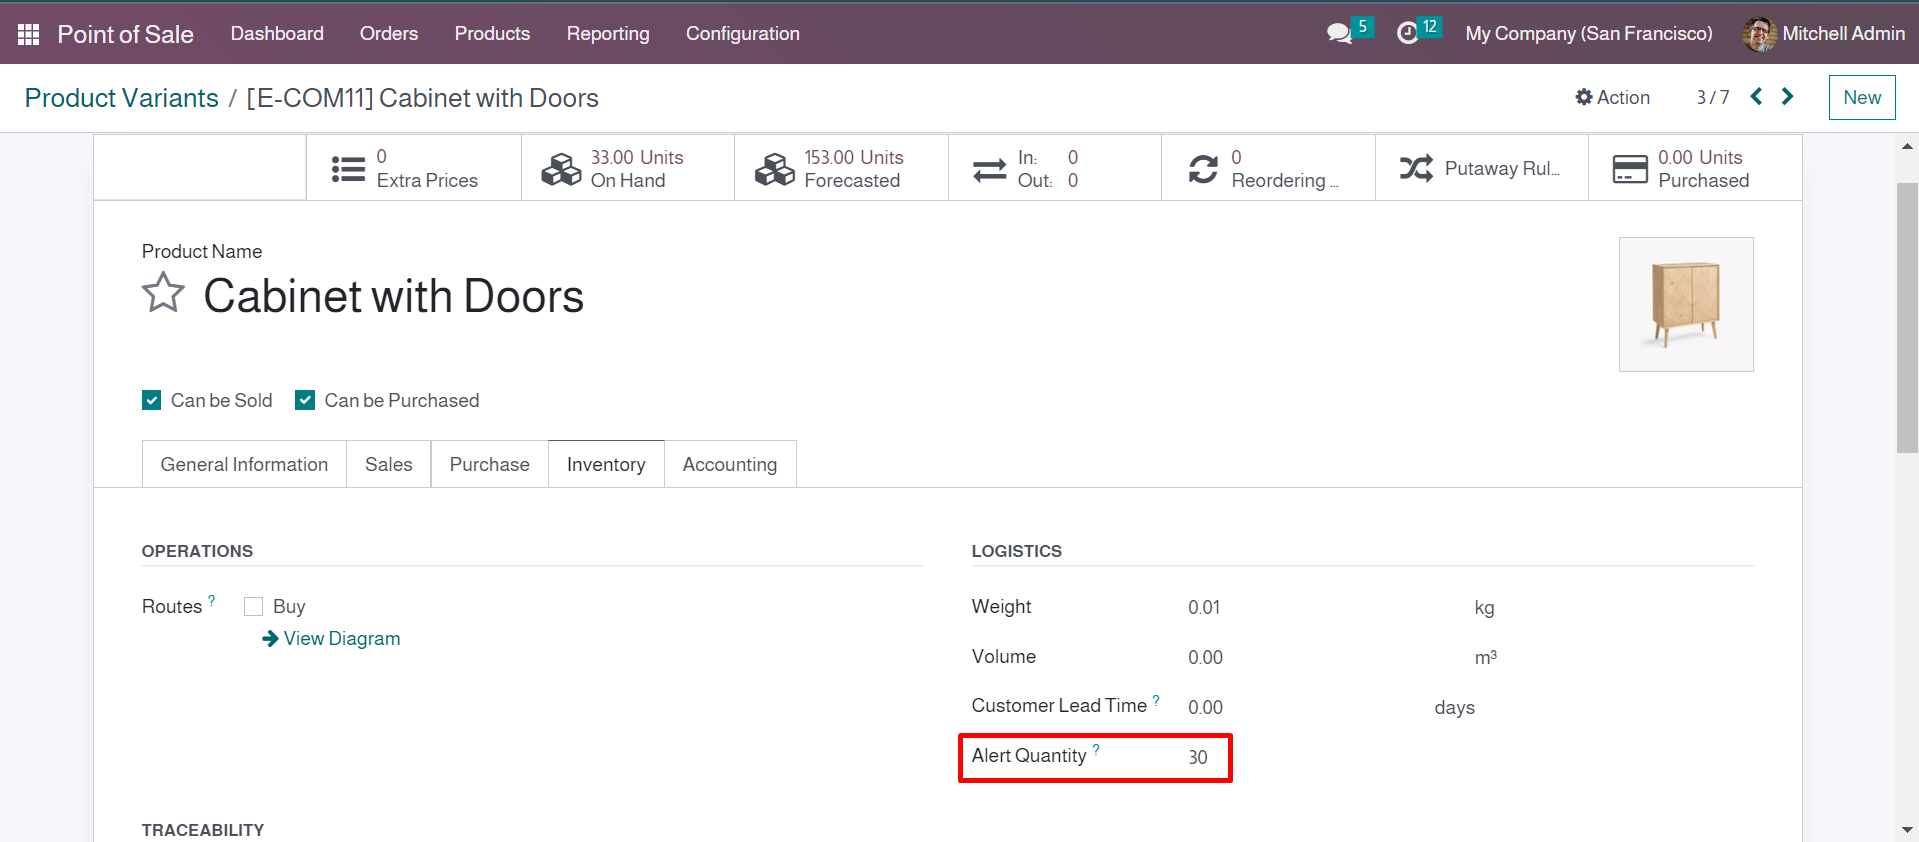 Point of Sale Dashboard Orders Products Reporting Configuration 5 12 My Company (San Francisco) Mitchell Admin
Product Variants / [E-COM11] Cabinet with Doors Action 3 / 7 New
0 Extra Prices
33.00 Units On Hand
153.00 Units Forecasted
In: 0
Out: 0
0 Reordering ...
Putaway Rul...
0.00 Units Purchased
Product Name
Cabinet with Doors
Can be Sold Can be Purchased
General Information Sales Purchase Inventory Accounting
OPERATIONS
Routes ? Buy
View Diagram
LOGISTICS
Weight 0.01 kg
Volume 0.00 m³
Customer Lead Time ? 0.00 days
Alert Quantity ? 30
TRACEABILITY